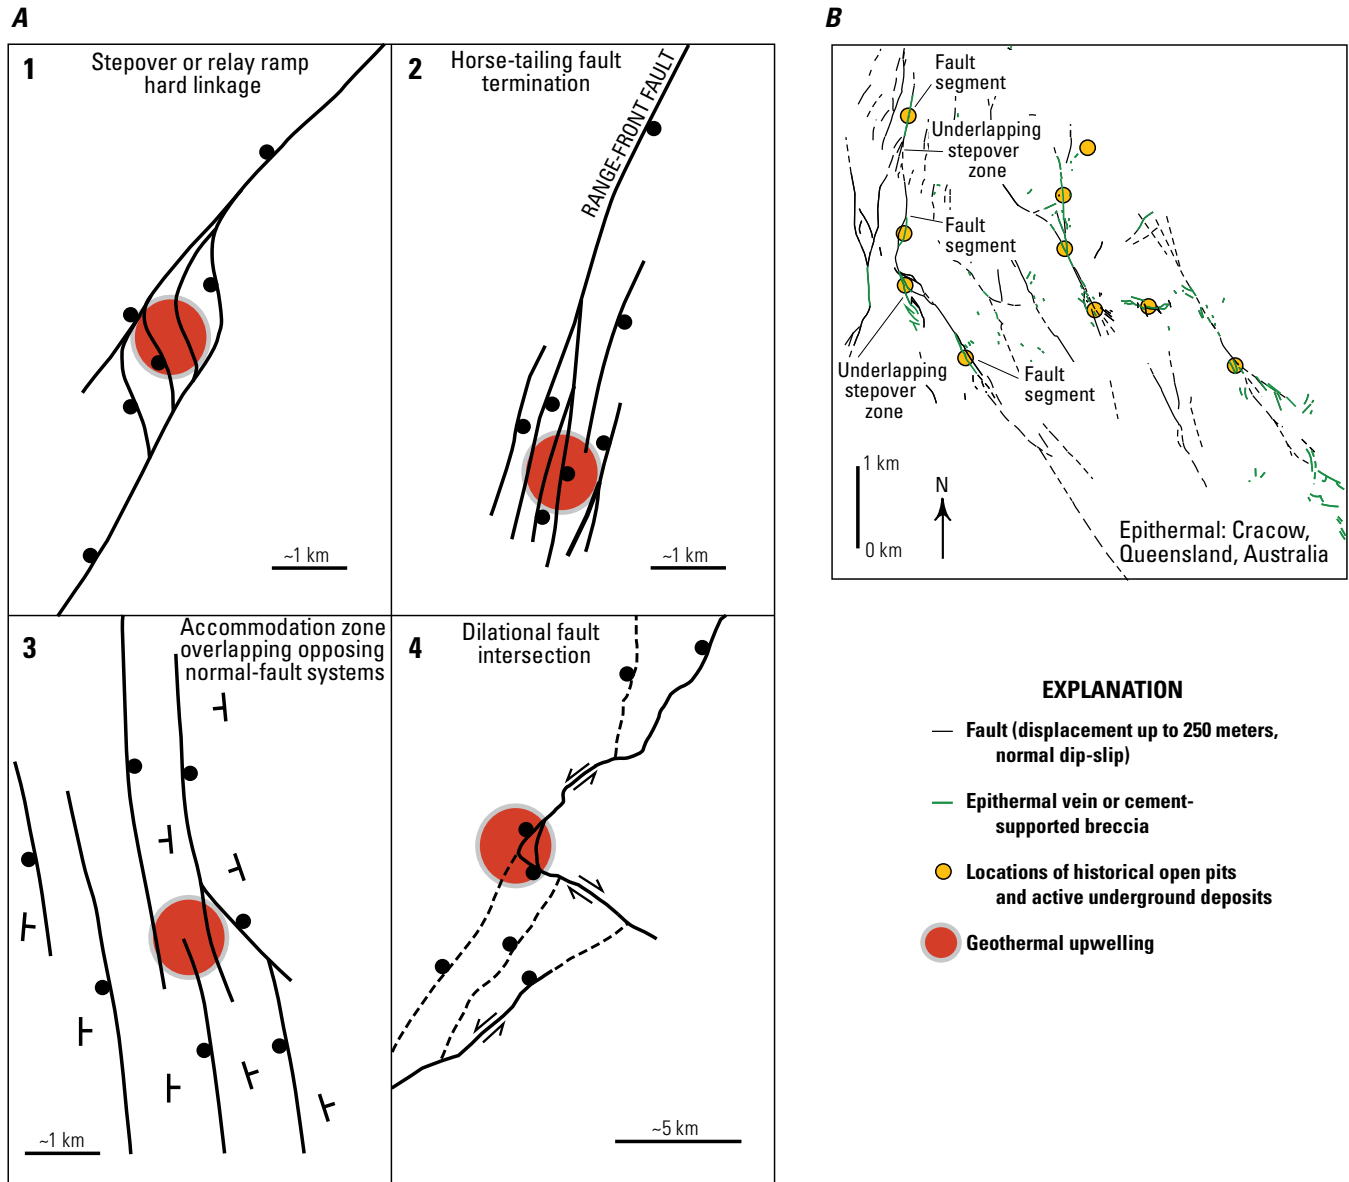 A
1
Stepover or relay ramp
hard linkage
~1 km
2
Horse-tailing fault
termination
RANGE-FRONT FAULT
~1 km
3
Accommodation zone
overlapping opposing
normal-fault systems
~1 km
4
Dilational fault
intersection
~5 km
B
Fault
segment
Underlapping
stepover
zone
Fault
segment
Underlapping
stepover
zone
Fault
segment
1 km
0 km
N
Epithermal: Cracow,
Queensland, Australia
EXPLANATION
Fault (displacement up to 250 meters,
normal dip-slip)
Epithermal vein or cement-
supported breccia
Locations of historical open pits
and active underground deposits
Geothermal upwelling